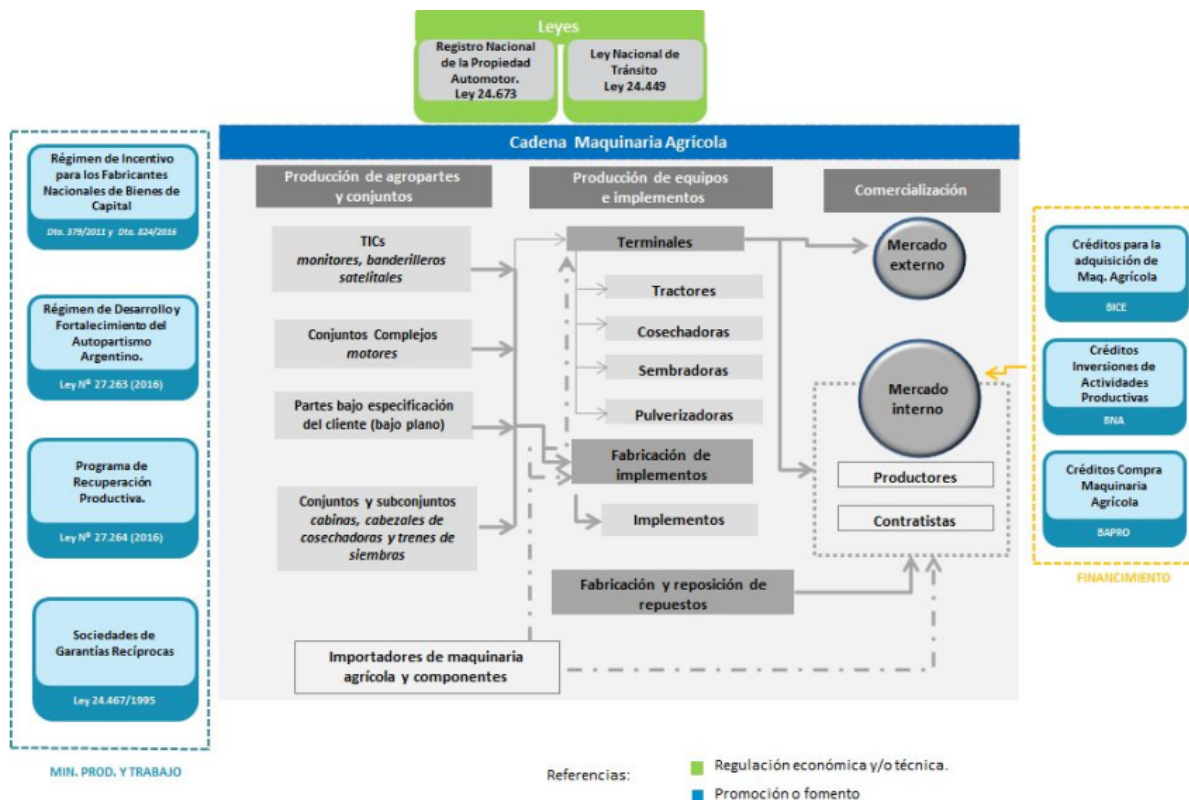 Leyes
Registro Nacional
de la Propiedad
Automotor.
Ley 24.673
Ley Nacional de
Tránsito
Ley 24.449
Régimen de Incentivo
para los Fabricantes
Nacionales de Bienes de
Capital
Dto. 379/2011 y Dto. 824/2016
Régimen de Desarrollo y
Fortalecimiento del
Autopartismo
Argentino.
Ley Nº 27.263 (2016)
Programa de
Recuperación
Productiva.
Ley Nº 27.264 (2016)
Sociedades de
Garantías Recíprocas
Ley 24.467/1995
MIN. PROD. Y TRABAJO
Cadena Maquinaria Agrícola
Producción de agropartes
y conjuntos
TICs
monitores, banderilleros
satelitales
Conjuntos Complejos
motores
Partes bajo especificación
del cliente (bajo plano)
Conjuntos y subconjuntos
cabinas, cabezales de
cosechadoras y trenes de
siembras
Importadores de maquinaria
agrícola y componentes
Producción de equipos
e implementos
Terminales
Tractores
Cosechadoras
Sembradoras
Pulverizadoras
Fabricación de
implementos
Implementos
Fabricación y reposición de
repuestos
Comercialización
Mercado
externo
Mercado
interno
Productores
Contratistas
Créditos para la
adquisición de
Maq. Agrícola
BICE
Créditos
Inversiones de
Actividades
Productivas
BNA
Créditos Compra
Maquinaria
Agrícola
BAPRO
FINANCIMIENTO
Referencias:
Regulación económica y/o técnica.
Promoción o fomento